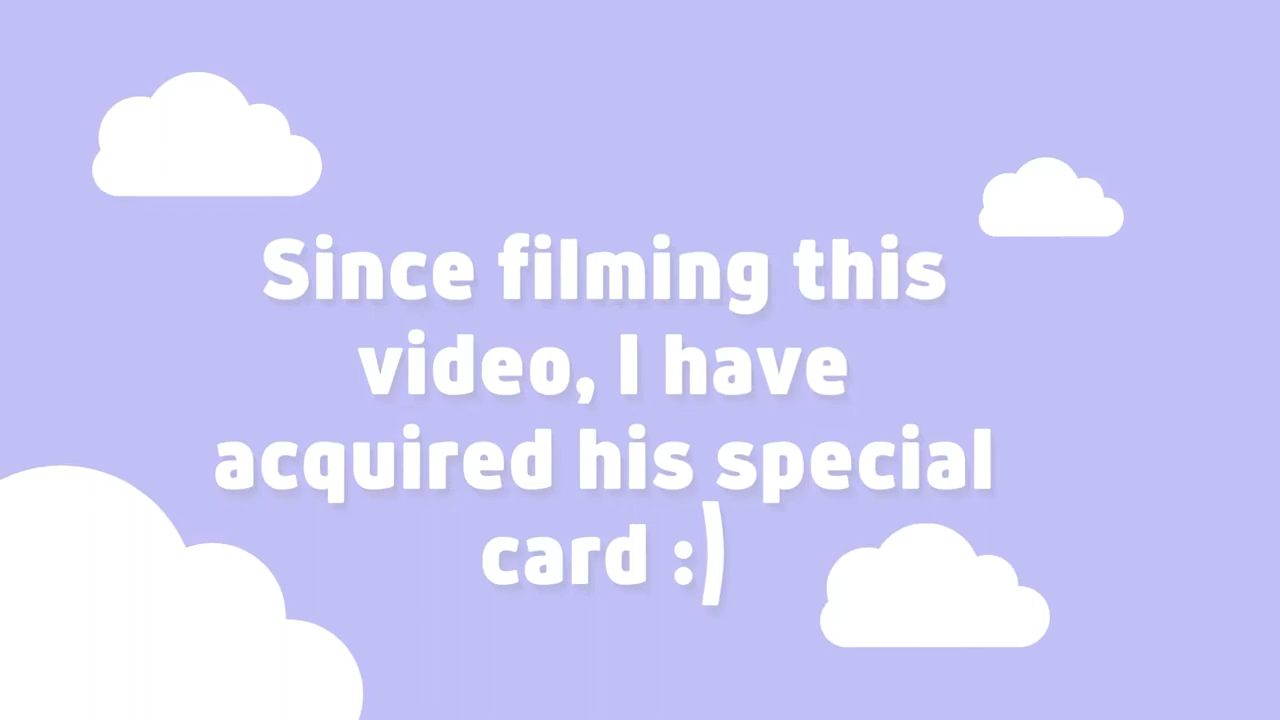 Since filming this
video, I have
acquired his special
card :)